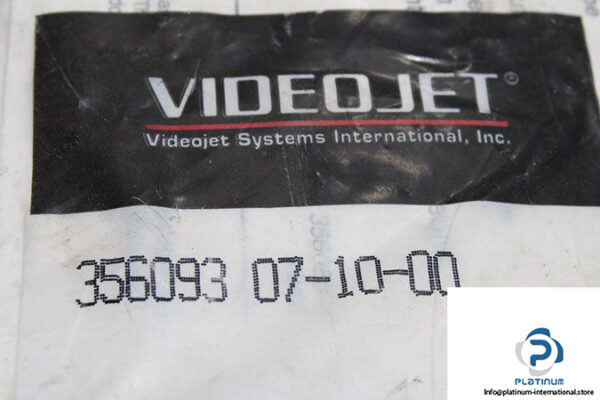 VIDEOJET®
Videojet Systems International, Inc.
356093 07-10-00
PLATINUM
Info@platinum-international.store